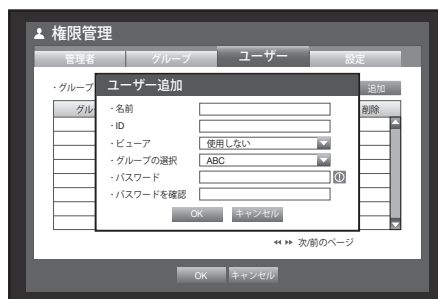 権限管理
管理者 グループ ユーザー 設定
・グループ 追加
グル 削除
ユーザー追加
・名前
・ID
・ビューア 使用しない
・グループの選択 ABC
・パスワード
・パスワードを確認
OK キャンセル
次/前のページ
OK キャンセル